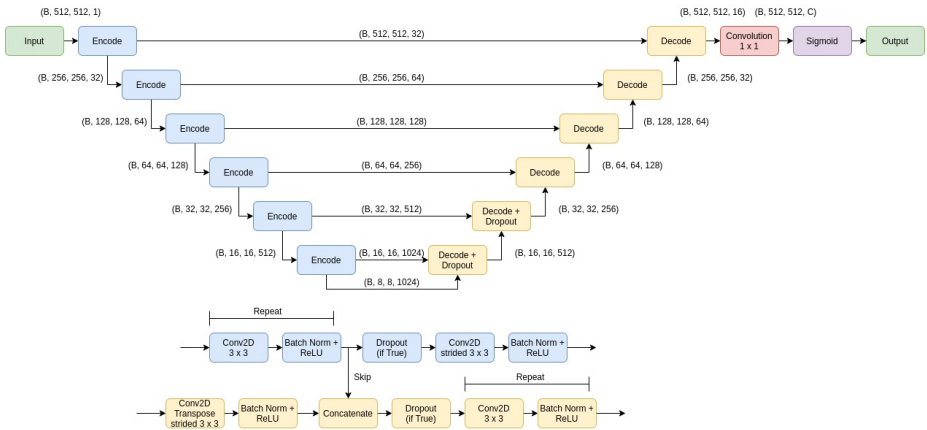 (B, 512, 512, 1)
(B, 512, 512, 16)
(B, 512, 512, C)
Input
Encode
(B, 512, 512, 32)
Decode
Convolution
1 x 1
Sigmoid
Output
(B, 256, 256, 32)
Encode
(B, 256, 256, 64)
Decode
(B, 256, 256, 32)
(B, 128, 128, 64)
Encode
(B, 128, 128, 128)
Decode
(B, 128, 128, 64)
(B, 64, 64, 128)
Encode
(B, 64, 64, 256)
Decode
(B, 64, 64, 128)
(B, 32, 32, 256)
Encode
(B, 32, 32, 512)
Decode +
Dropout
(B, 32, 32, 256)
(B, 16, 16, 512)
Encode
(B, 16, 16, 1024)
Decode +
Dropout
(B, 16, 16, 512)
(B, 8, 8, 1024)
Repeat
Conv2D
3 x 3
Batch Norm +
ReLU
Dropout
(if True)
Conv2D
strided 3 x 3
Batch Norm +
ReLU
Skip
Repeat
Conv2D
Transpose
strided 3 x 3
Batch Norm +
ReLU
Concatenate
Dropout
(if True)
Conv2D
3 x 3
Batch Norm +
ReLU